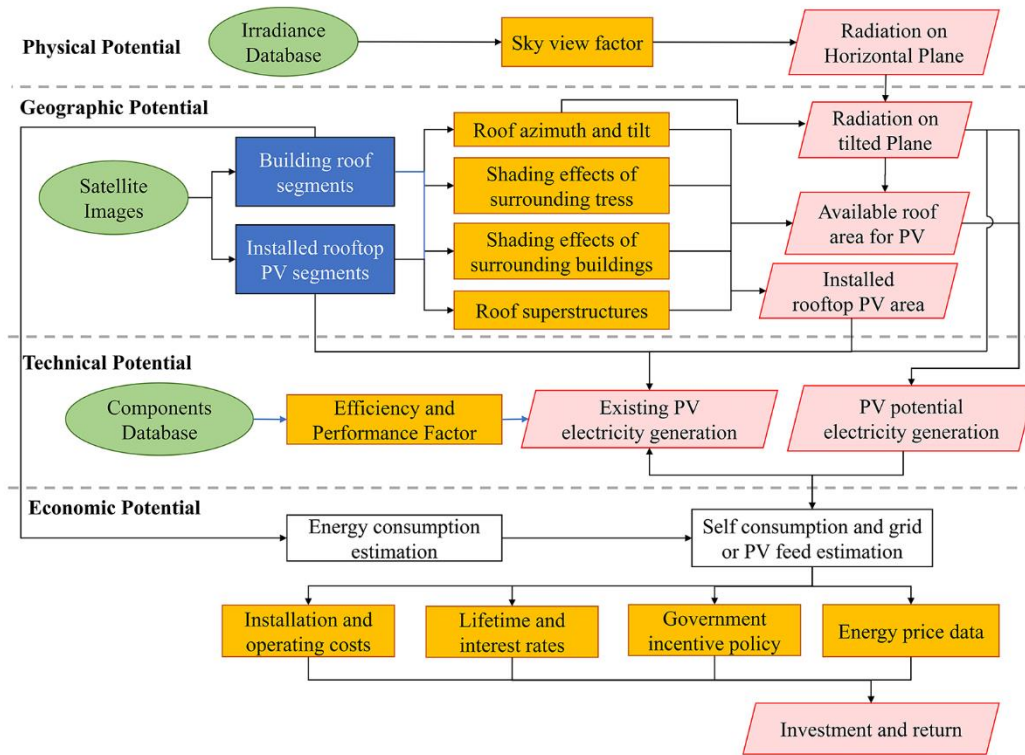 Physical Potential
Irradiance
Database
Sky view factor
Radiation on
Horizontal Plane
Geographic Potential
Satellite
Images
Building roof
segments
Installed rooftop
PV segments
Roof azimuth and tilt
Shading effects of
surrounding tress
Shading effects of
surrounding buildings
Roof superstructures
Radiation on
tilted Plane
Available roof
area for PV
Installed
rooftop PV area
Technical Potential
Components
Database
Efficiency and
Performance Factor
Existing PV
electricity generation
PV potential
electricity generation
Economic Potential
Energy consumption
estimation
Self consumption and grid
or PV feed estimation
Installation and
operating costs
Lifetime and
interest rates
Government
incentive policy
Energy price data
Investment and return